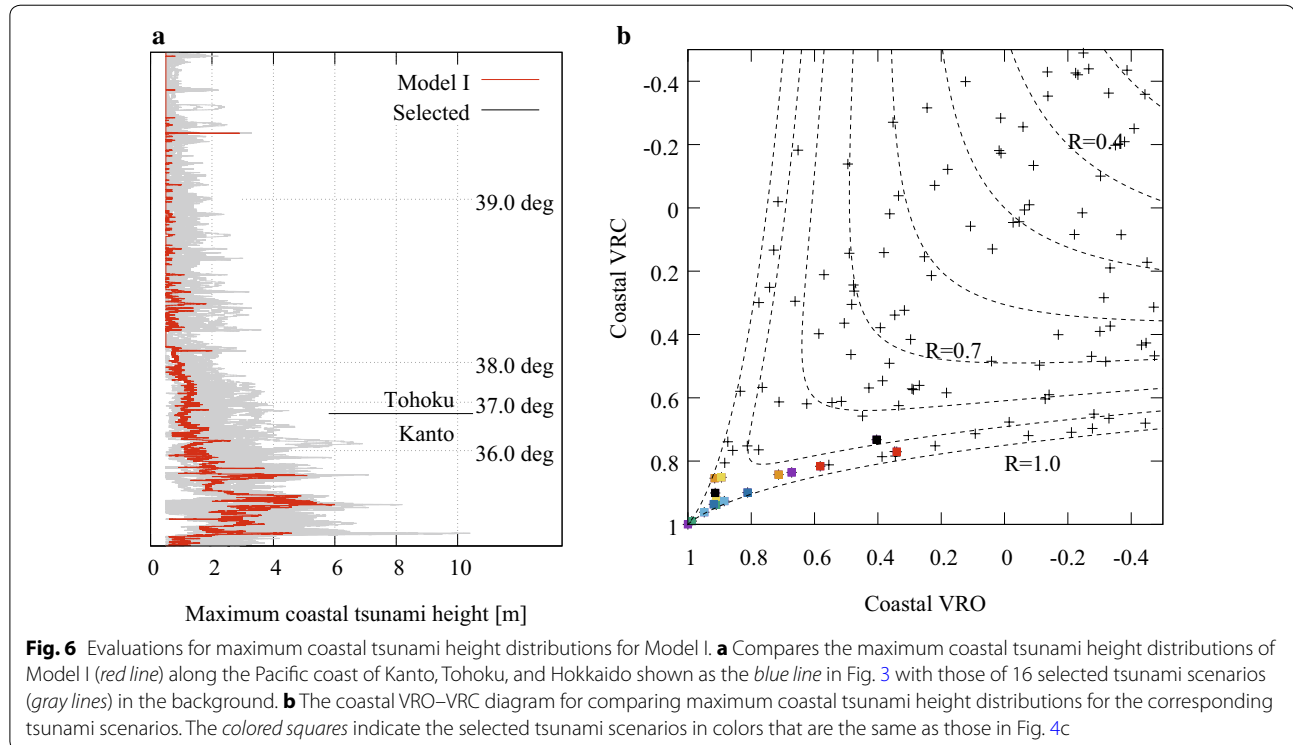 a
Model I
Selected
39.0 deg
38.0 deg
Tohoku
37.0 deg
Kanto
36.0 deg
0 2 4 6 8 10
Maximum coastal tsunami height [m]
b
-0.4
-0.2
0
0.2
0.4
0.6
0.8
1
Coastal VRC
R=0.4
R=0.7
R=1.0
1 0.8 0.6 0.4 0.2 0 -0.2 -0.4
Coastal VRO
Fig. 6 Evaluations for maximum coastal tsunami height distributions for Model I. a Compares the maximum coastal tsunami height distributions of
Model I (red line) along the Pacific coast of Kanto, Tohoku, and Hokkaido shown as the blue line in Fig. 3 with those of 16 selected tsunami scenarios
(gray lines) in the background. b The coastal VRO–VRC diagram for comparing maximum coastal tsunami height distributions for the corresponding
tsunami scenarios. The colored squares indicate the selected tsunami scenarios in colors that are the same as those in Fig. 4c